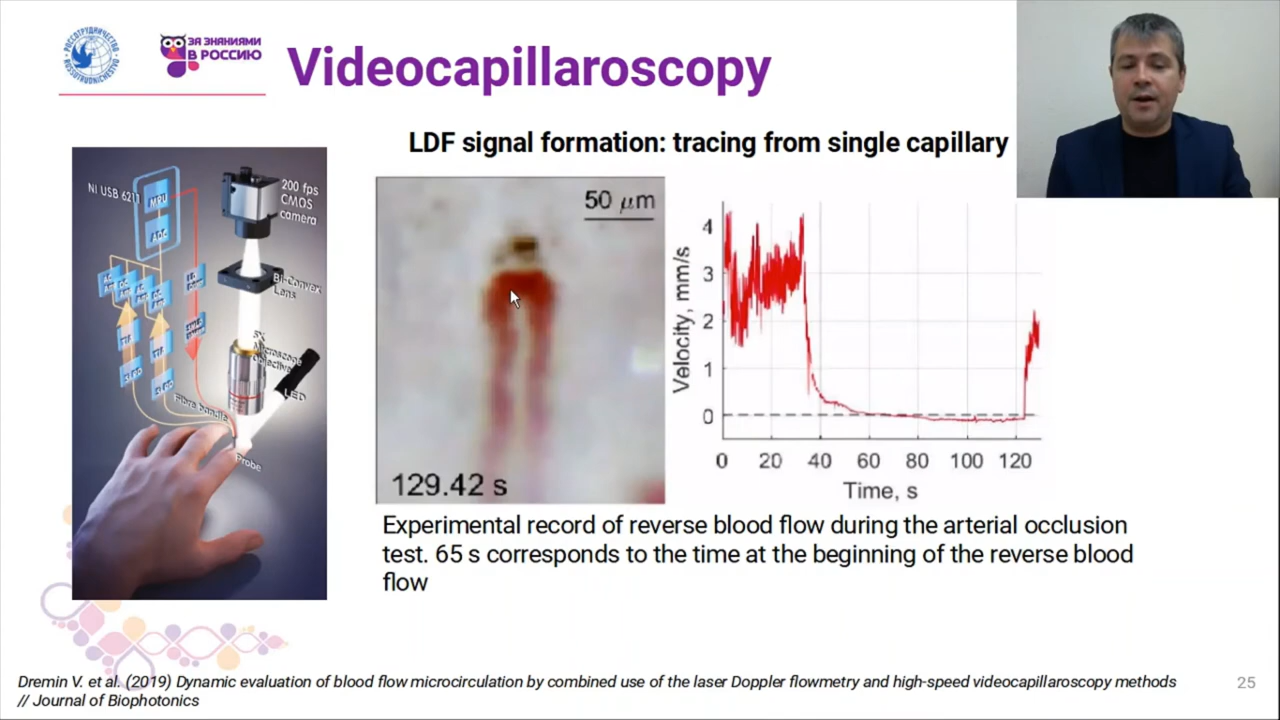 РОССОТРУДНИЧЕСТВО
ЗА ЗНАНИЯМИ
В РОССИЮ
Videocapillaroscopy
LDF signal formation: tracing from single capillary
NI USB 6211
MPU
ADC
200 fps
CMOS
camera
Bi-Convex
Lens
5X
Microscope
Objective
LED
Fibre bundle
Probe
50 μm
129.42 s
Velocity, mm/s
4
3
2
1
0
0 20 40 60 80 100 120
Time, s
Experimental record of reverse blood flow during the arterial occlusion
test. 65 s corresponds to the time at the beginning of the reverse blood
flow
Dremin V. et al. (2019) Dynamic evaluation of blood flow microcirculation by combined use of the laser Doppler flowmetry and high-speed videocapillaroscopy methods
// Journal of Biophotonics
25